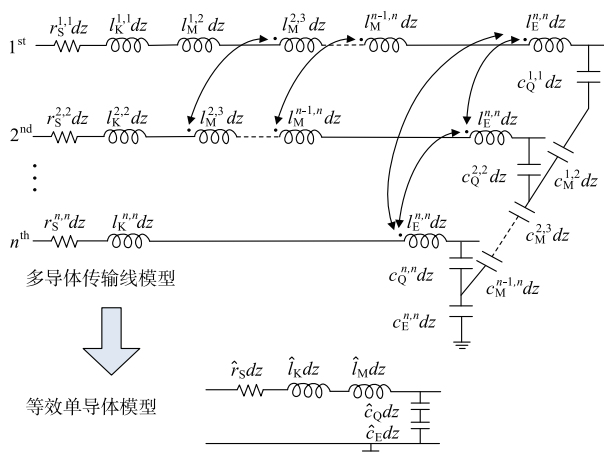 1st r_S^{1,1}dz l_K^{1,1}dz l_M^{1,2}dz l_M^{2,3}dz l_M^{n-1,n}dz l_E^{n,n}dz
c_Q^{1,1}dz
2nd r_S^{2,2}dz l_K^{2,2}dz l_M^{2,3}dz l_M^{n-1,n}dz l_E^{n,n}dz
c_Q^{2,2}dz c_M^{1,2}dz
c_M^{2,3}dz
nth r_S^{n,n}dz l_K^{n,n}dz l_E^{n,n}dz
c_Q^{n,n}dz c_M^{n-1,n}dz
c_E^{n,n}dz
多导体传输线模型
等效单导体模型
r̂_S dz l̂_K dz l̂_M dz
ĉ_Q dz
ĉ_E dz